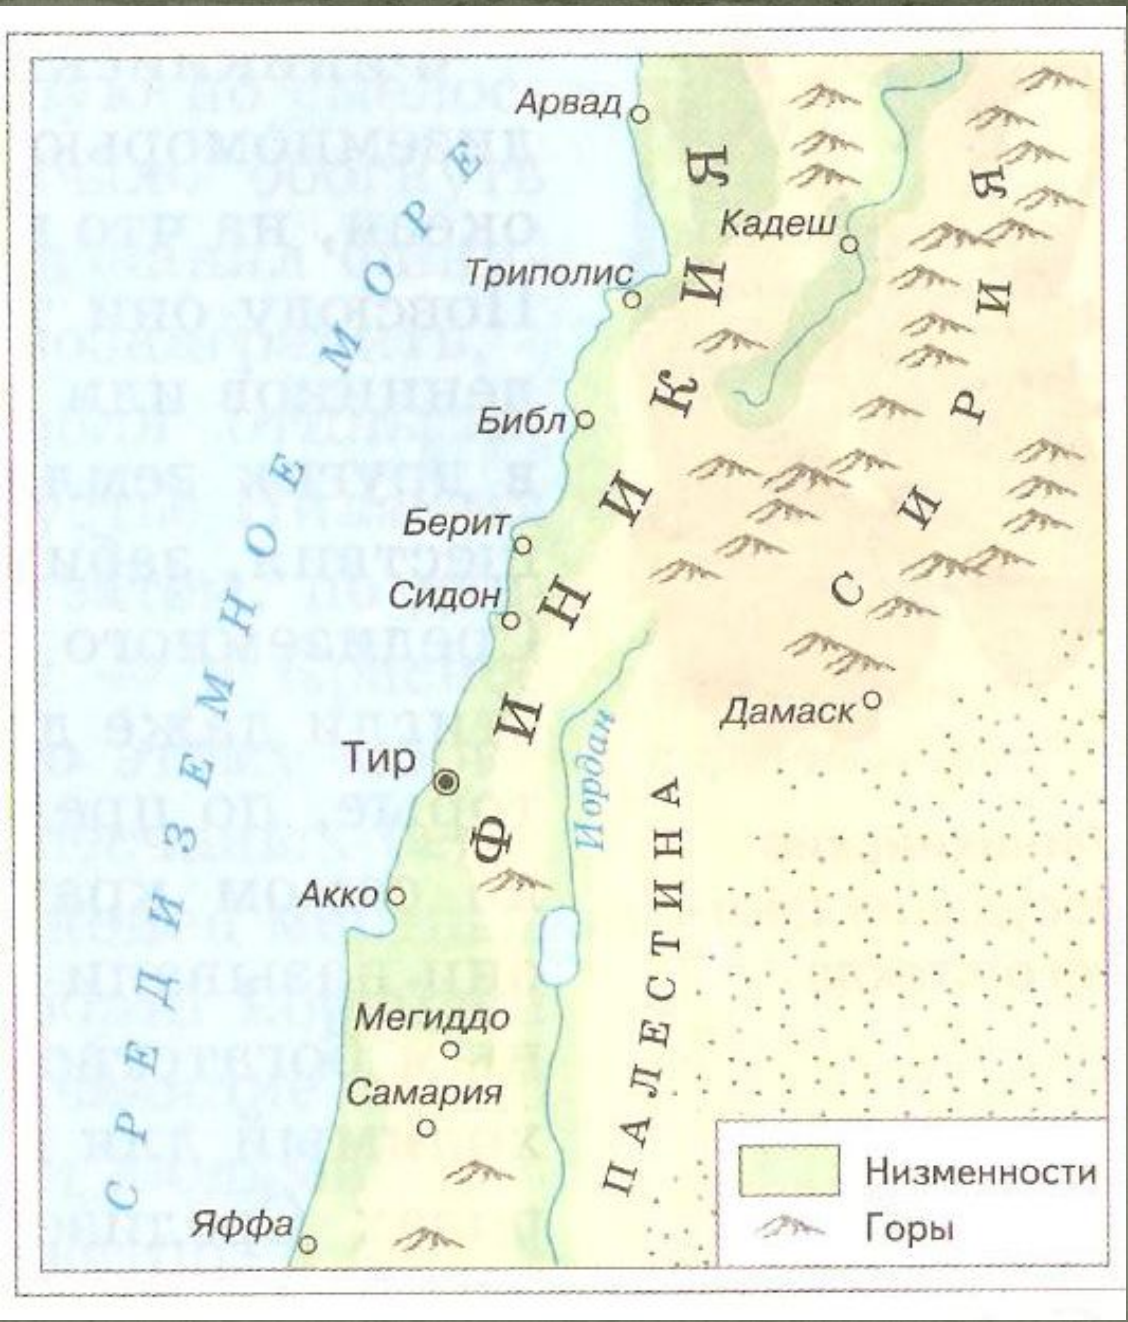 Арвад
СРЕДИЗЕМНОЕ МОРЕ
ФИНИКИЯ
СИРИЯ
Кадеш
Триполис
Библ
Берит
Сидон
Дамаск
Иордан
Тир
ПАЛЕСТИНА
Акко
Мегиддо
Самария
Яффа
Низменности
Горы